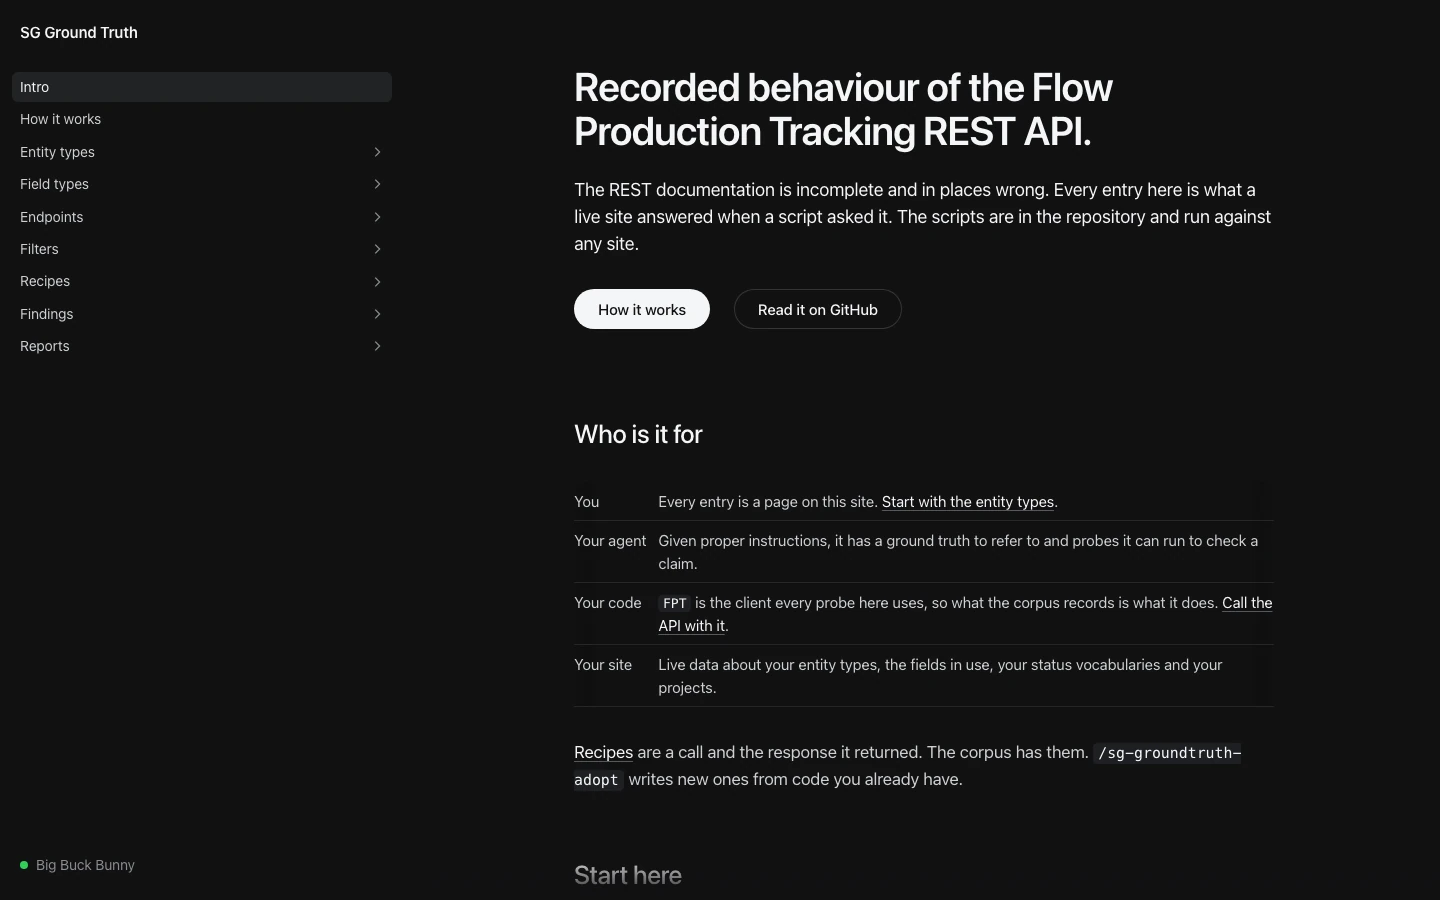 SG Ground Truth
Intro
How it works
Entity types
Field types
Endpoints
Filters
Recipes
Findings
Reports
Big Buck Bunny
Recorded behaviour of the Flow
Production Tracking REST API.
The REST documentation is incomplete and in places wrong. Every entry here is what a
live site answered when a script asked it. The scripts are in the repository and run against
any site.
How it works
Read it on GitHub
Who is it for
You Every entry is a page on this site. Start with the entity types.
Your agent Given proper instructions, it has a ground truth to refer to and probes it can run to check a
claim.
Your code FPT is the client every probe here uses, so what the corpus records is what it does. Call the
API with it.
Your site Live data about your entity types, the fields in use, your status vocabularies and your
projects.
Recipes are a call and the response it returned. The corpus has them. /sg-groundtruth-
adopt writes new ones from code you already have.
Start here